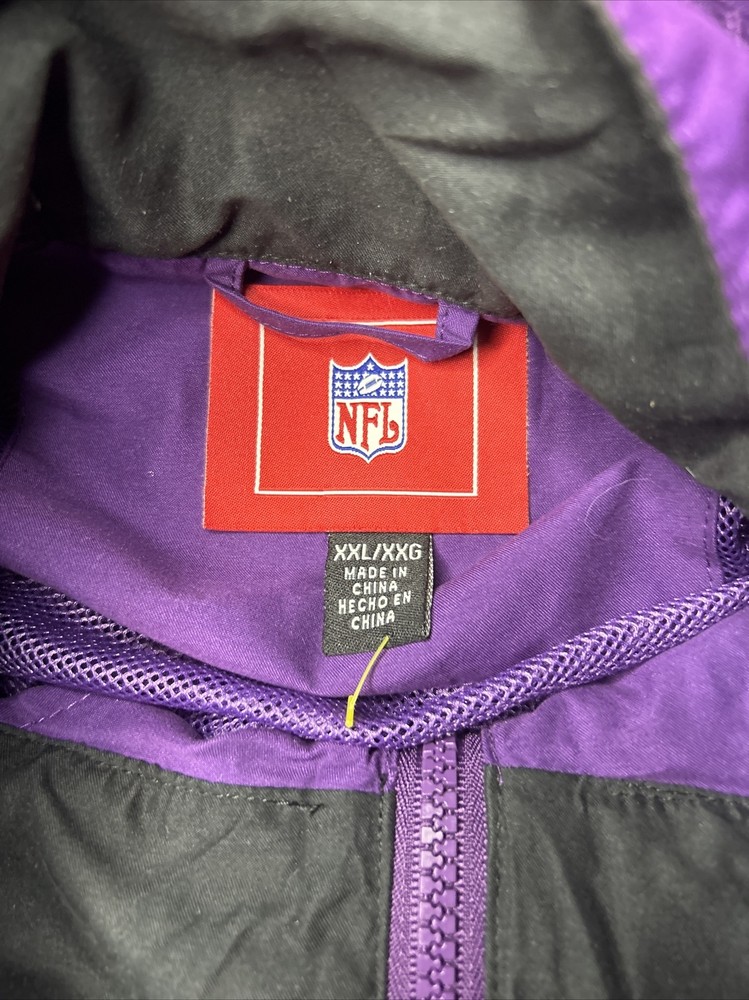 NFL
XXL/XXG
MADE IN
CHINA
HECHO EN
CHINA